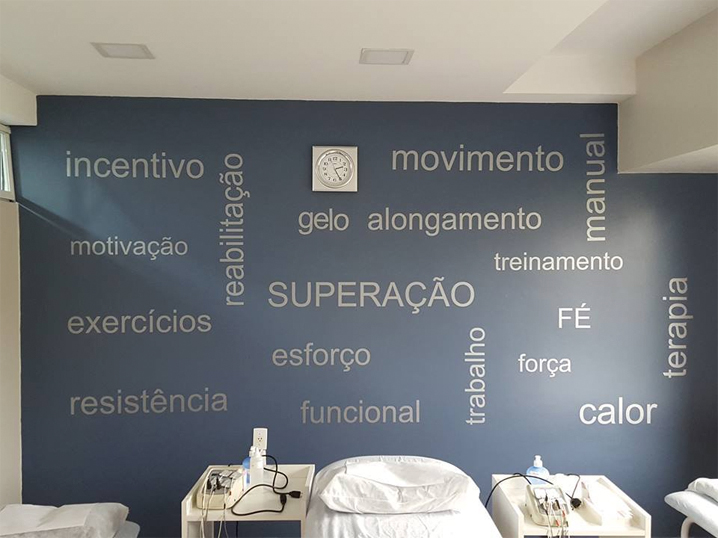 incentivo
reabilitação
movimento
manual
gelo
alongamento
motivação
treinamento
SUPERAÇÃO
exercícios
FÉ
terapia
esforço
trabalho
força
resistência
funcional
calor